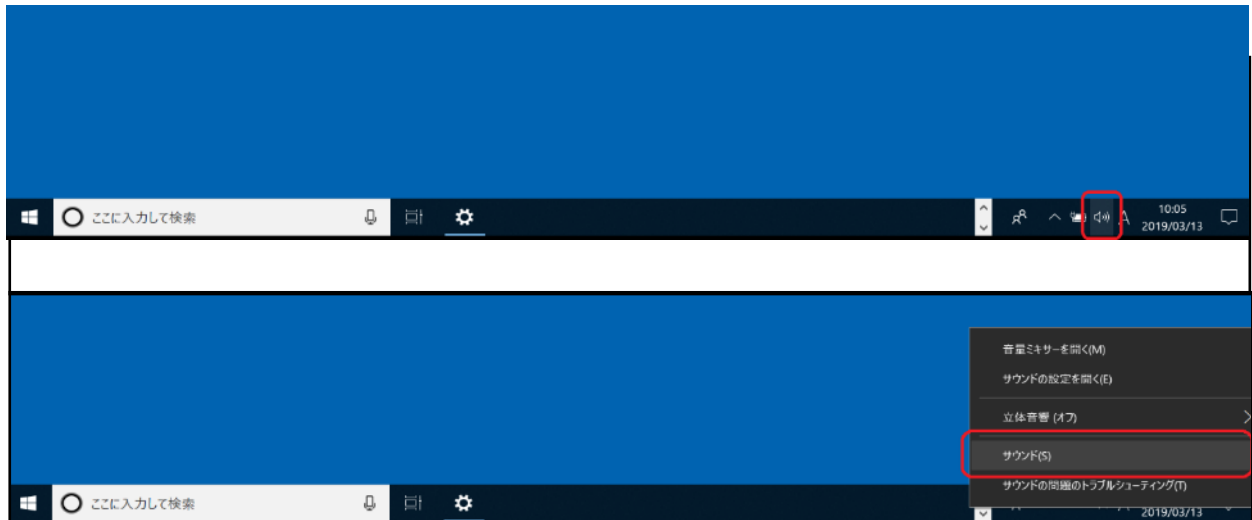 ここに入力して検索
A
10:05
2019/03/13
音量ミキサーを開く(M)
サウンドの設定を開く(E)
立体音響 (オフ)
サウンド(S)
サウンドの問題のトラブルシューティング(T)
ここに入力して検索
2019/03/13